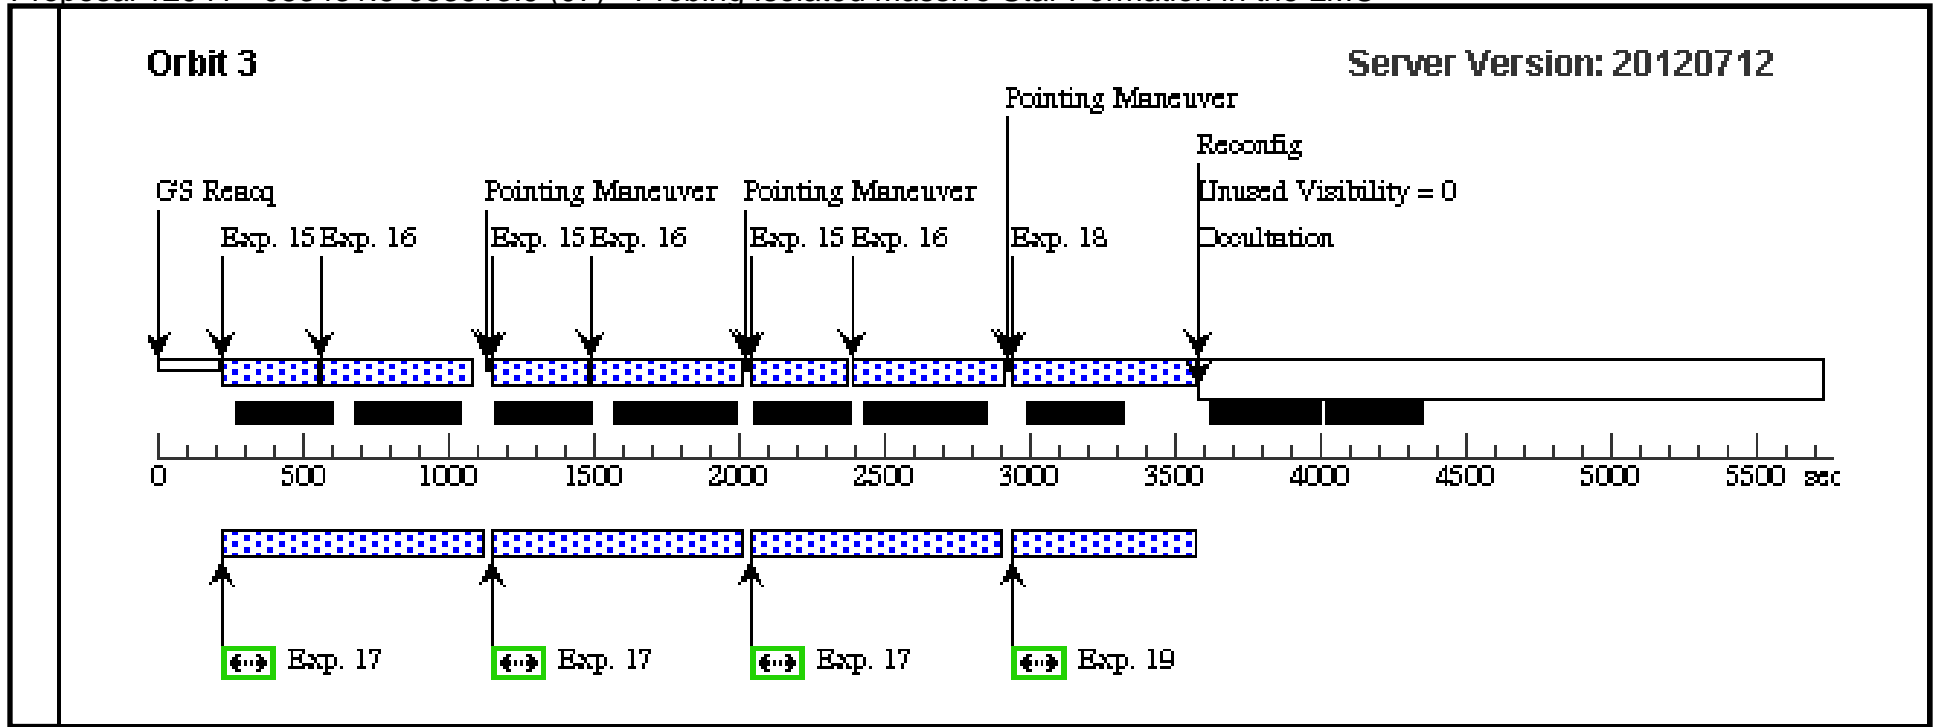 Orbit 3
Server Version: 20120712
Pointing Maneuver
Reconfig
GS Reacq
Pointing Maneuver
Pointing Maneuver
Unused Visibility = 0
Exp. 15
Exp. 16
Exp. 15
Exp. 16
Exp. 15
Exp. 16
Exp. 18
Occultation
0
500
1000
1500
2000
2500
3000
3500
4000
4500
5000
5500
sec
Exp. 17
Exp. 17
Exp. 17
Exp. 19